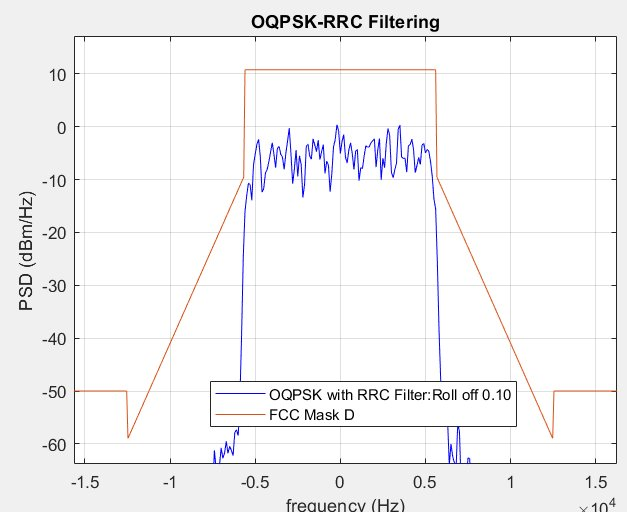 OQPSK-RRC Filtering
PSD (dBm/Hz)
10
0
-10
-20
-30
-40
-50
-60
OQPSK with RRC Filter:Roll off 0.10
FCC Mask D
-1.5 -1 -0.5 0 0.5 1 1.5
frequency (Hz)
×10⁴